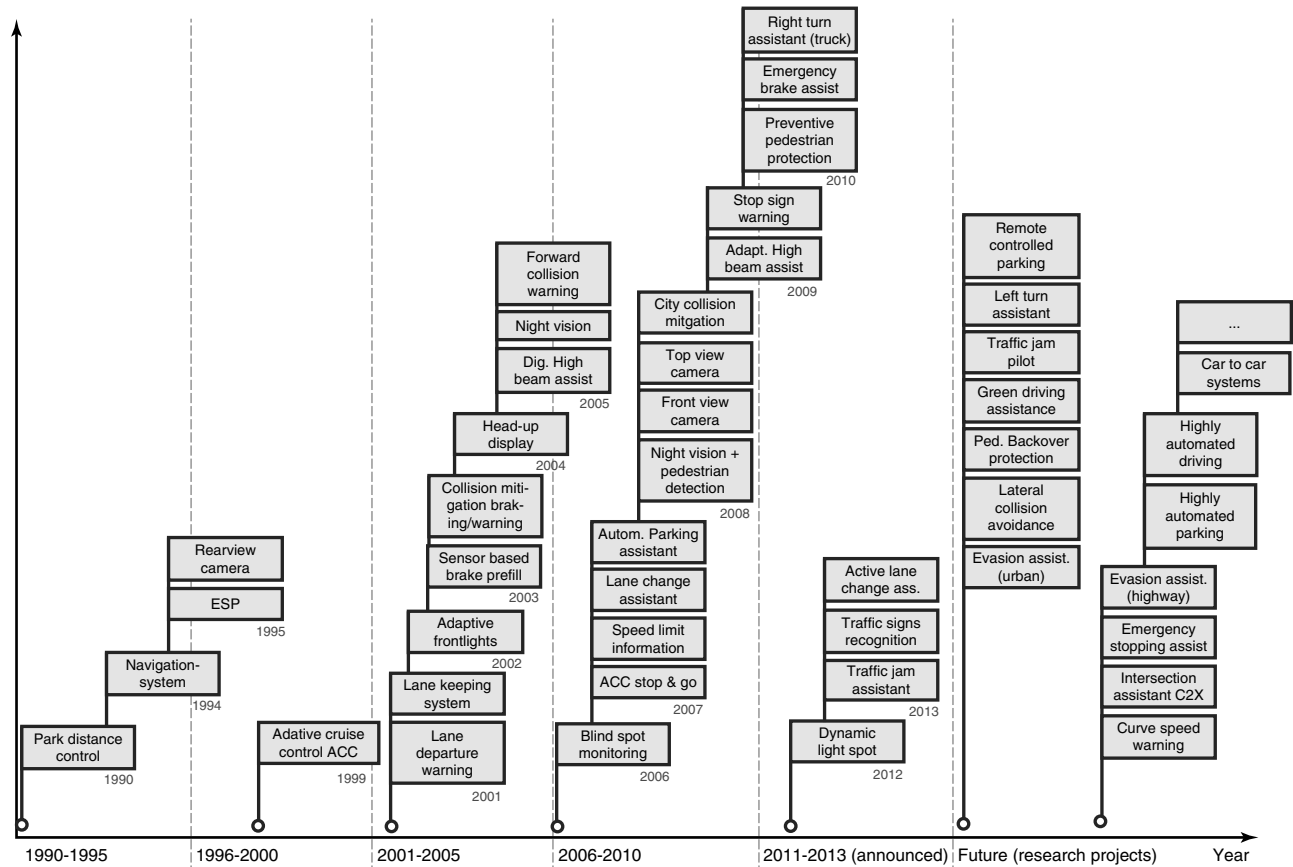 Park distance
control
1990
Navigation-
system
1994
Rearview
camera
ESP
1995
Adative cruise
control ACC
1999
Lane keeping
system
Lane
departure
warning
2001
Adaptive
frontlights
2002
Collision miti-
gation brak-
ing/warning
Sensor based
brake prefill
2003
Head-up
display
2004
Forward
collision
warning
Night vision
Dig. High
beam assist
2005
Blind spot
monitoring
2006
Autom. Parking
assistant
Lane change
assistant
Speed limit
information
ACC stop & go
2007
City collision
mitgation
Top view
camera
Front view
camera
Night vision +
pedestrian
detection
2008
Stop sign
warning
Adapt. High
beam assist
2009
Right turn
assistant (truck)
Emergency
brake assist
Preventive
pedestrian
protection
2010
Dynamic
light spot
2012
Active lane
change ass.
Traffic signs
recognition
Traffic jam
assistant
2013
Remote
controlled
parking
Left turn
assistant
Traffic jam
pilot
Green driving
assistance
Ped. Backover
protection
Lateral
collision
avoidance
Evasion assist.
(urban)
...
Car to car
systems
Highly
automated
driving
Highly
automated
parking
Evasion assist.
(highway)
Emergency
stopping assist
Intersection
assistant C2X
Curve speed
warning
1990-1995
1996-2000
2001-2005
2006-2010
2011-2013 (announced)
Future (research projects)
Year